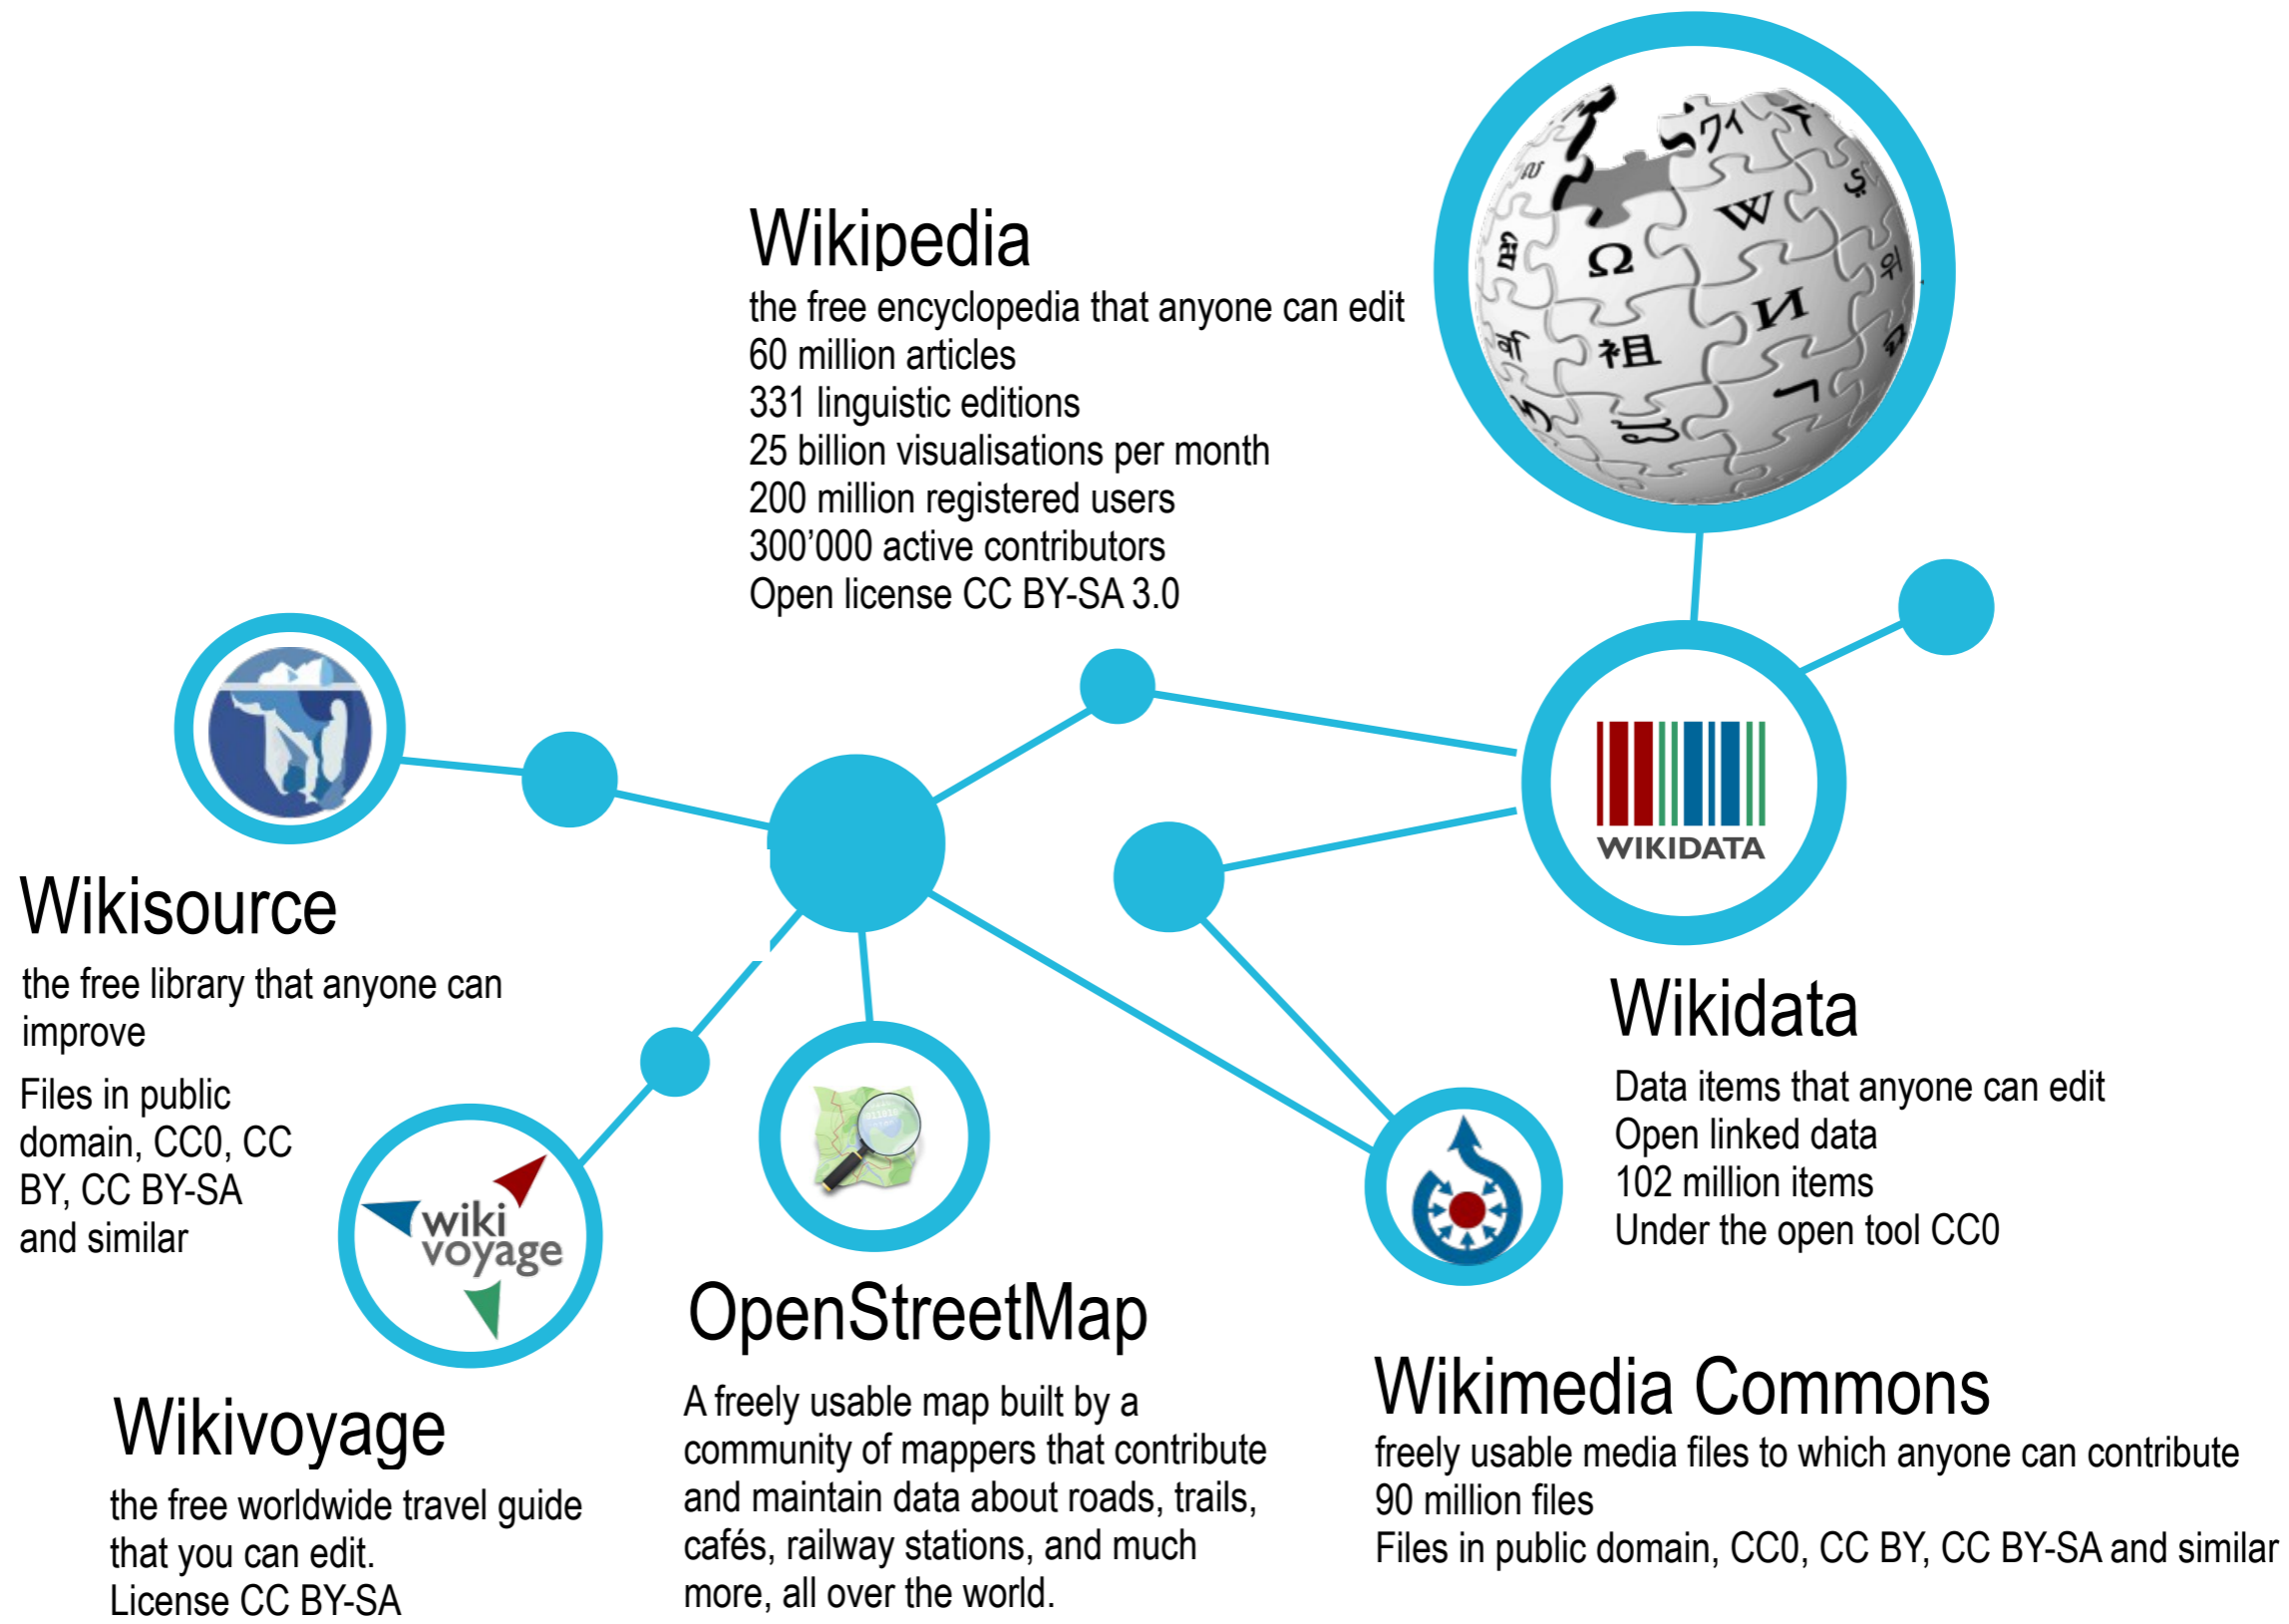 Wikipedia
the free encyclopedia that anyone can edit
60 million articles
331 linguistic editions
25 billion visualisations per month
200 million registered users
300’000 active contributors
Open license CC BY-SA 3.0
Ω
W
И
祖
위
WIKIDATA
Wikisource
the free library that anyone can
improve
Files in public
domain, CC0, CC
BY, CC BY-SA
and similar
wiki
voyage
Wikivoyage
the free worldwide travel guide
that you can edit.
License CC BY-SA
OpenStreetMap
A freely usable map built by a
community of mappers that contribute
and maintain data about roads, trails,
cafés, railway stations, and much
more, all over the world.
Wikidata
Data items that anyone can edit
Open linked data
102 million items
Under the open tool CC0
Wikimedia Commons
freely usable media files to which anyone can contribute
90 million files
Files in public domain, CC0, CC BY, CC BY-SA and similar